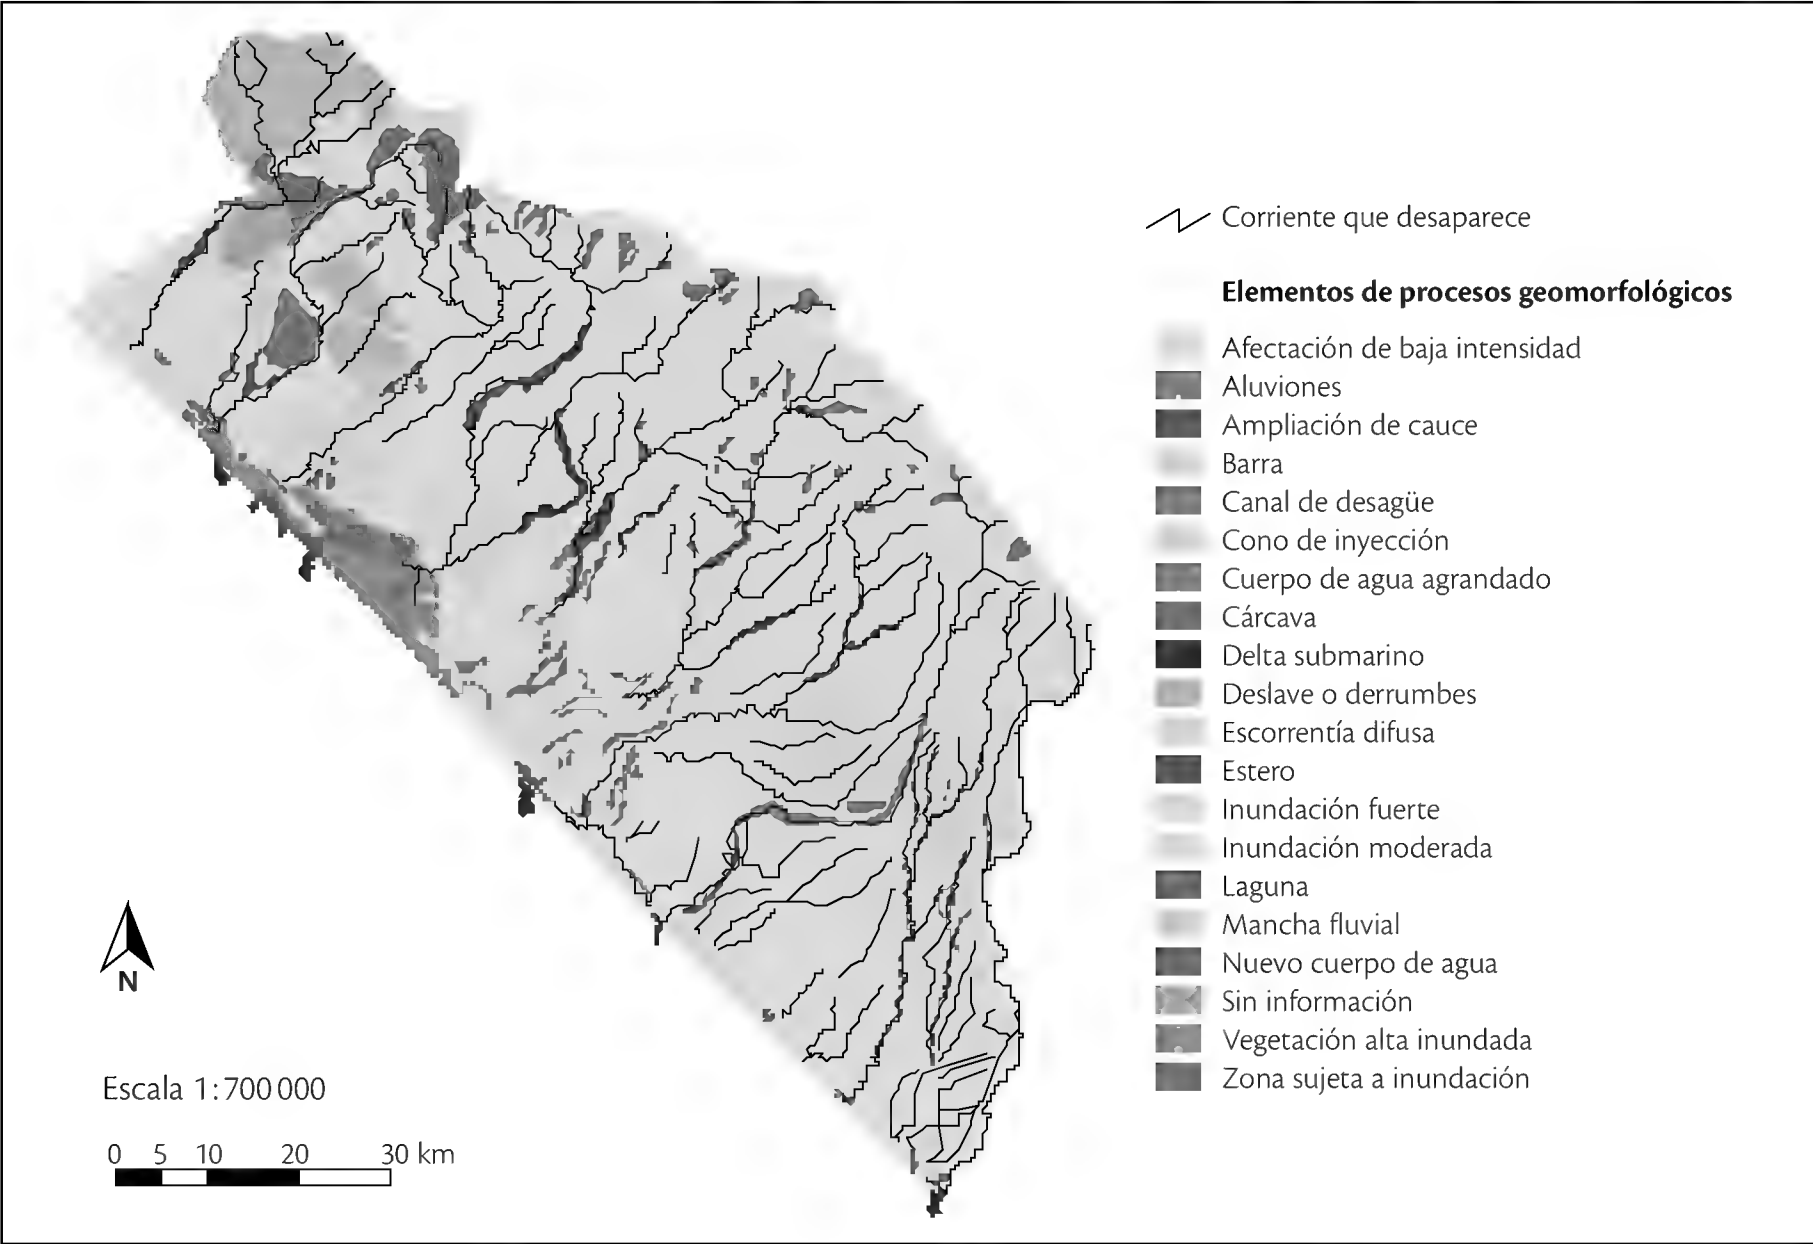 Corriente que desaparece
Elementos de procesos geomorfológicos
Afectación de baja intensidad
Aluviones
Ampliación de cauce
Barra
Canal de desagüe
Cono de inyección
Cuerpo de agua agrandado
Cárcava
Delta submarino
Deslave o derrumbes
Escorrentía difusa
Estero
Inundación fuerte
Inundación moderada
Laguna
Mancha fluvial
Nuevo cuerpo de agua
Sin información
Vegetación alta inundada
Zona sujeta a inundación
N
Escala 1:700 000
0 5 10 20 30 km